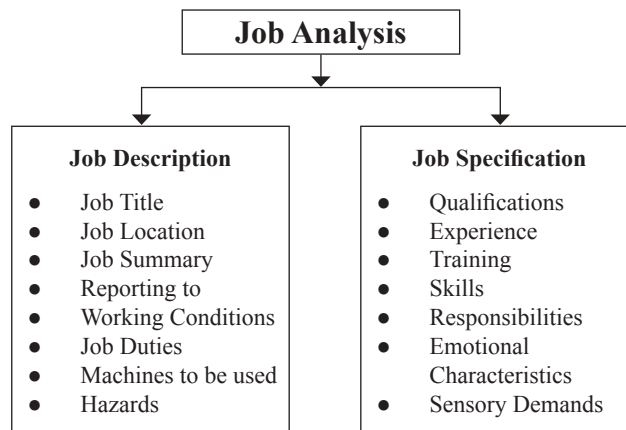 Job Analysis
Job Description
● Job Title
● Job Location
● Job Summary
● Reporting to
● Working Conditions
● Job Duties
● Machines to be used
● Hazards
Job Specification
● Qualifications
● Experience
● Training
● Skills
● Responsibilities
● Emotional
Characteristics
● Sensory Demands